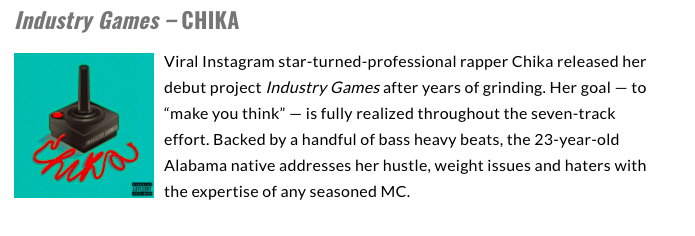 Industry Games – CHIKA
Viral Instagram star-turned-professional rapper Chika released her
debut project Industry Games after years of grinding. Her goal — to
“make you think” — is fully realized throughout the seven-track
effort. Backed by a handful of bass heavy beats, the 23-year-old
Alabama native addresses her hustle, weight issues and haters with
the expertise of any seasoned MC.
INDUSTRY GAMES
Chika